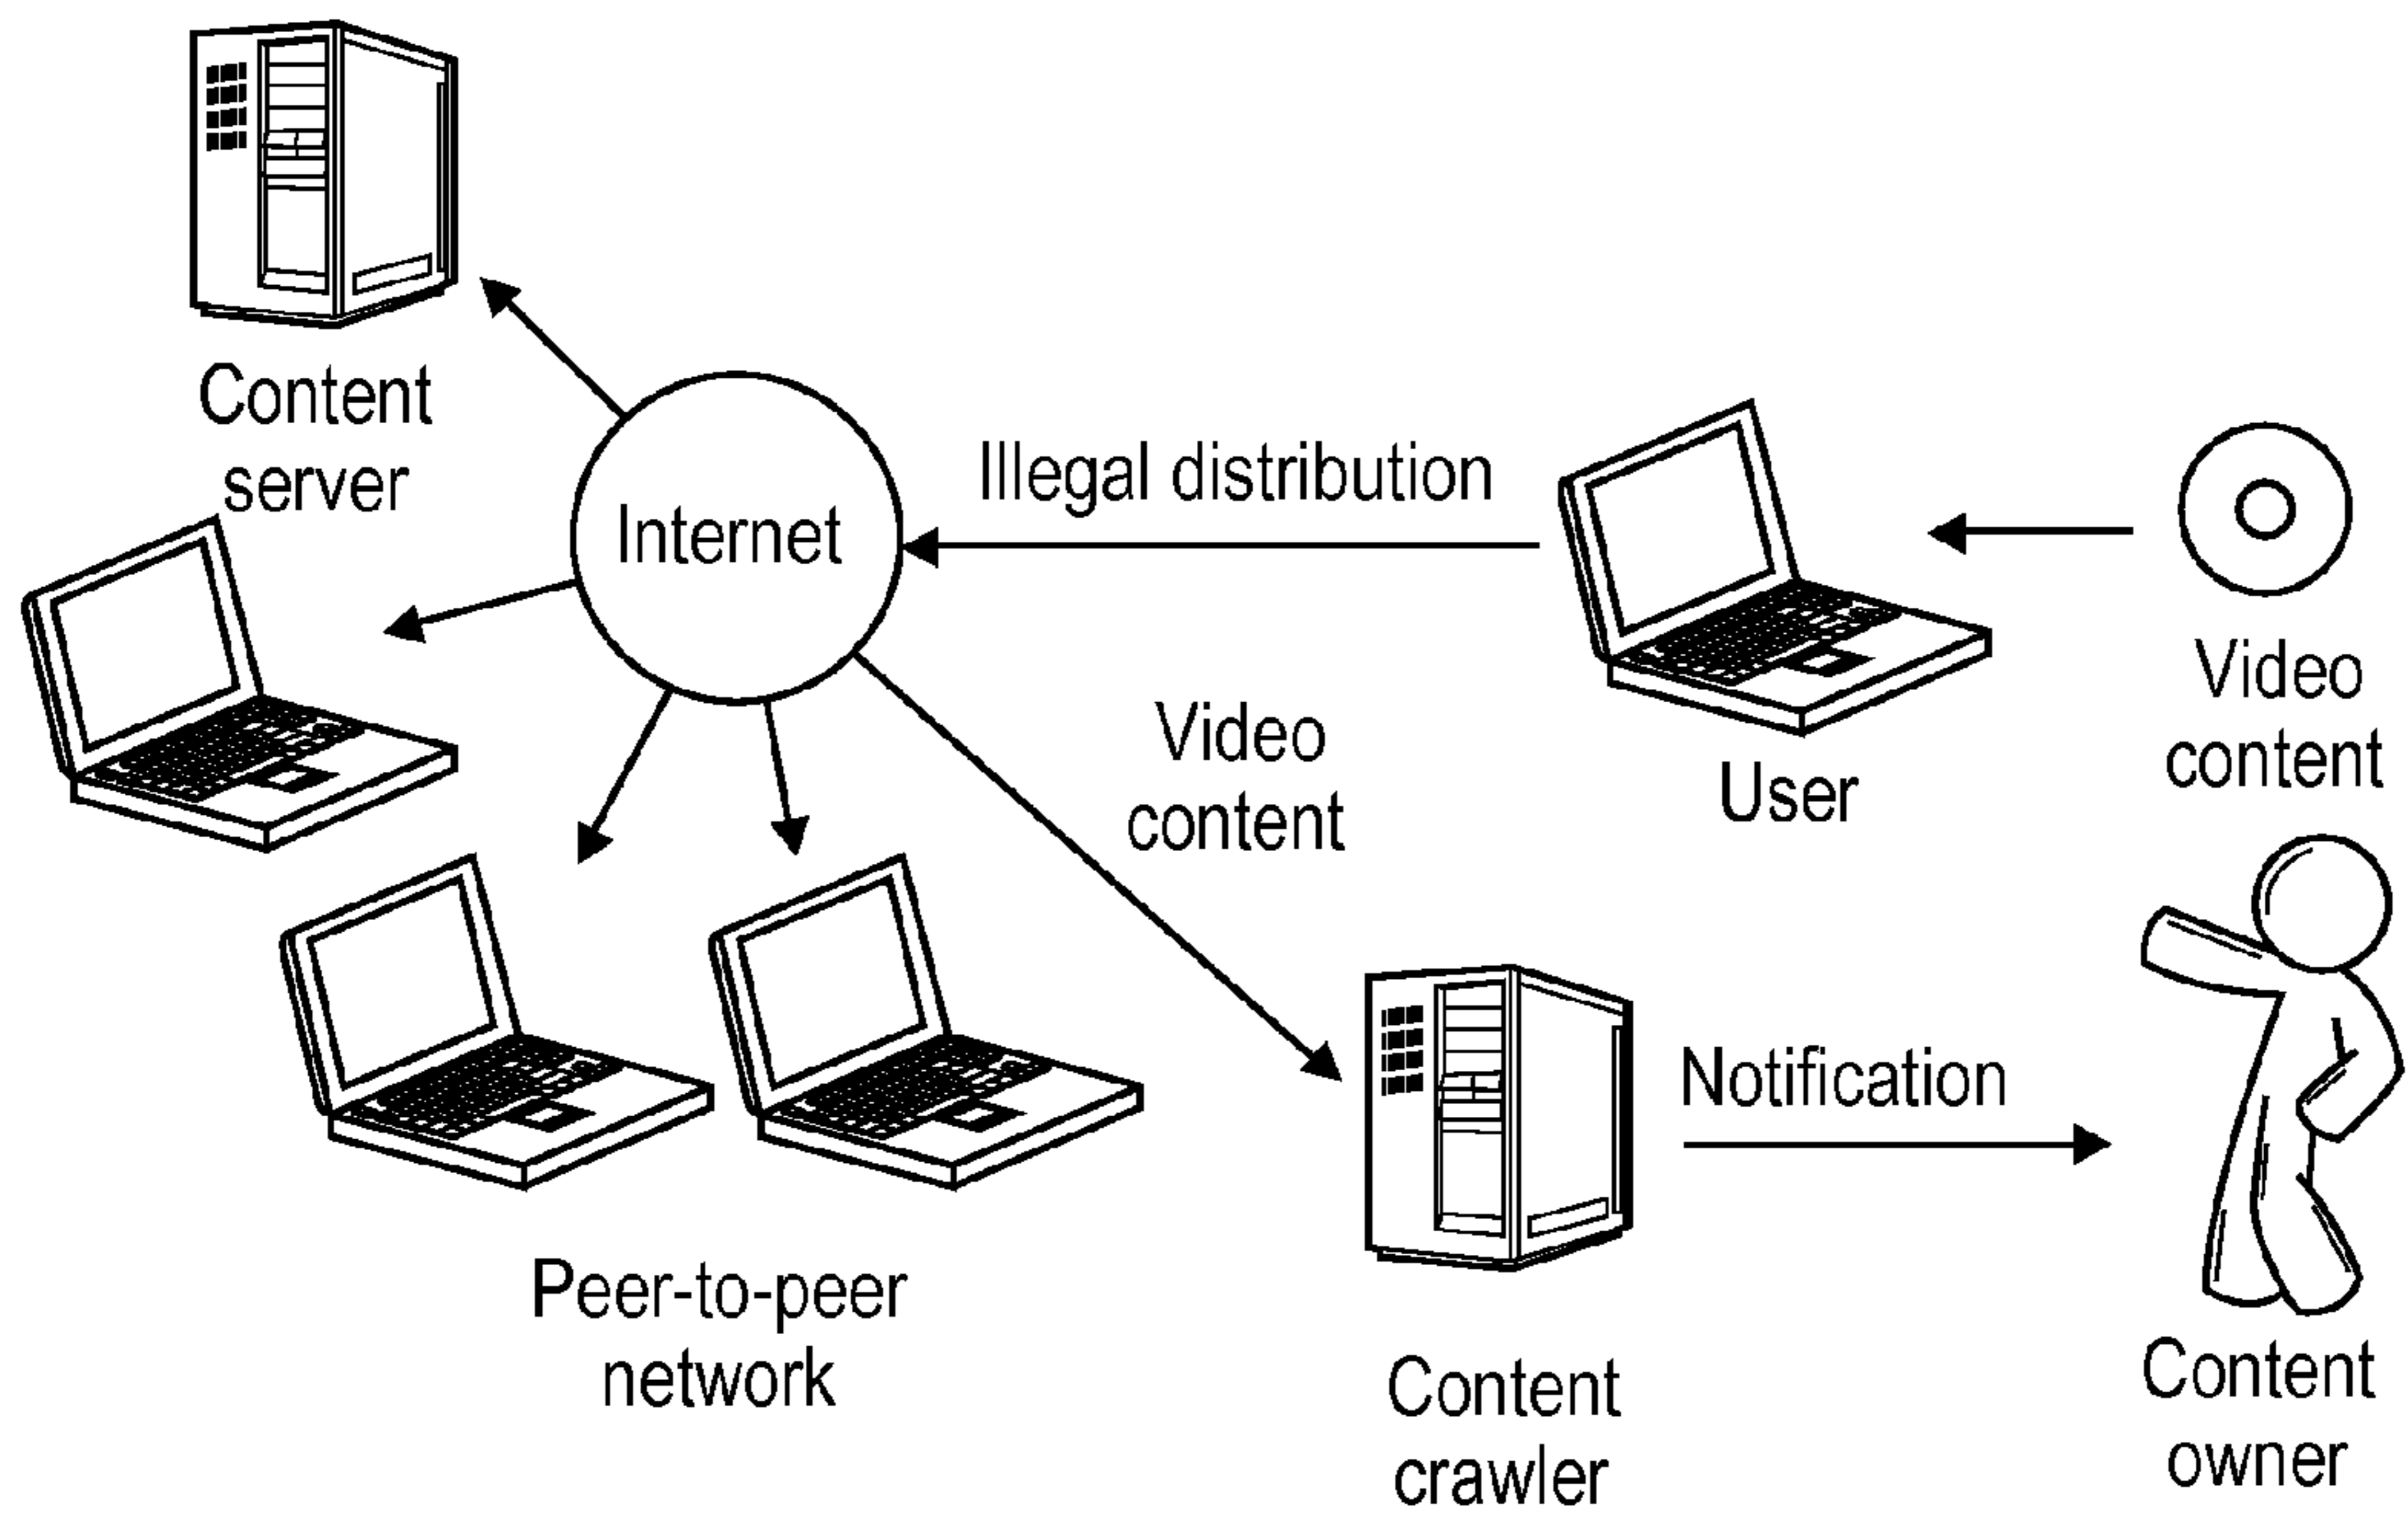 Content
server
Internet
Illegal distribution
User
Video
content
Video
content
Peer-to-peer
network
Content
crawler
Notification
Content
owner